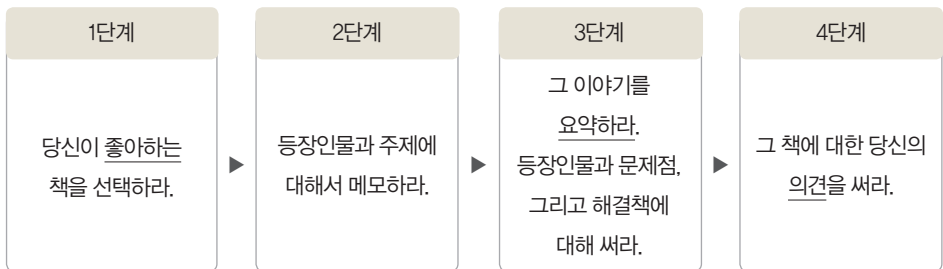 1단계
당신이 좋아하는
책을 선택하라.
2단계
등장인물과 주제에
대해서 메모하라.
3단계
그 이야기를
요약하라.
등장인물과 문제점,
그리고 해결책에
대해 써라.
4단계
그 책에 대한 당신의
의견을 써라.